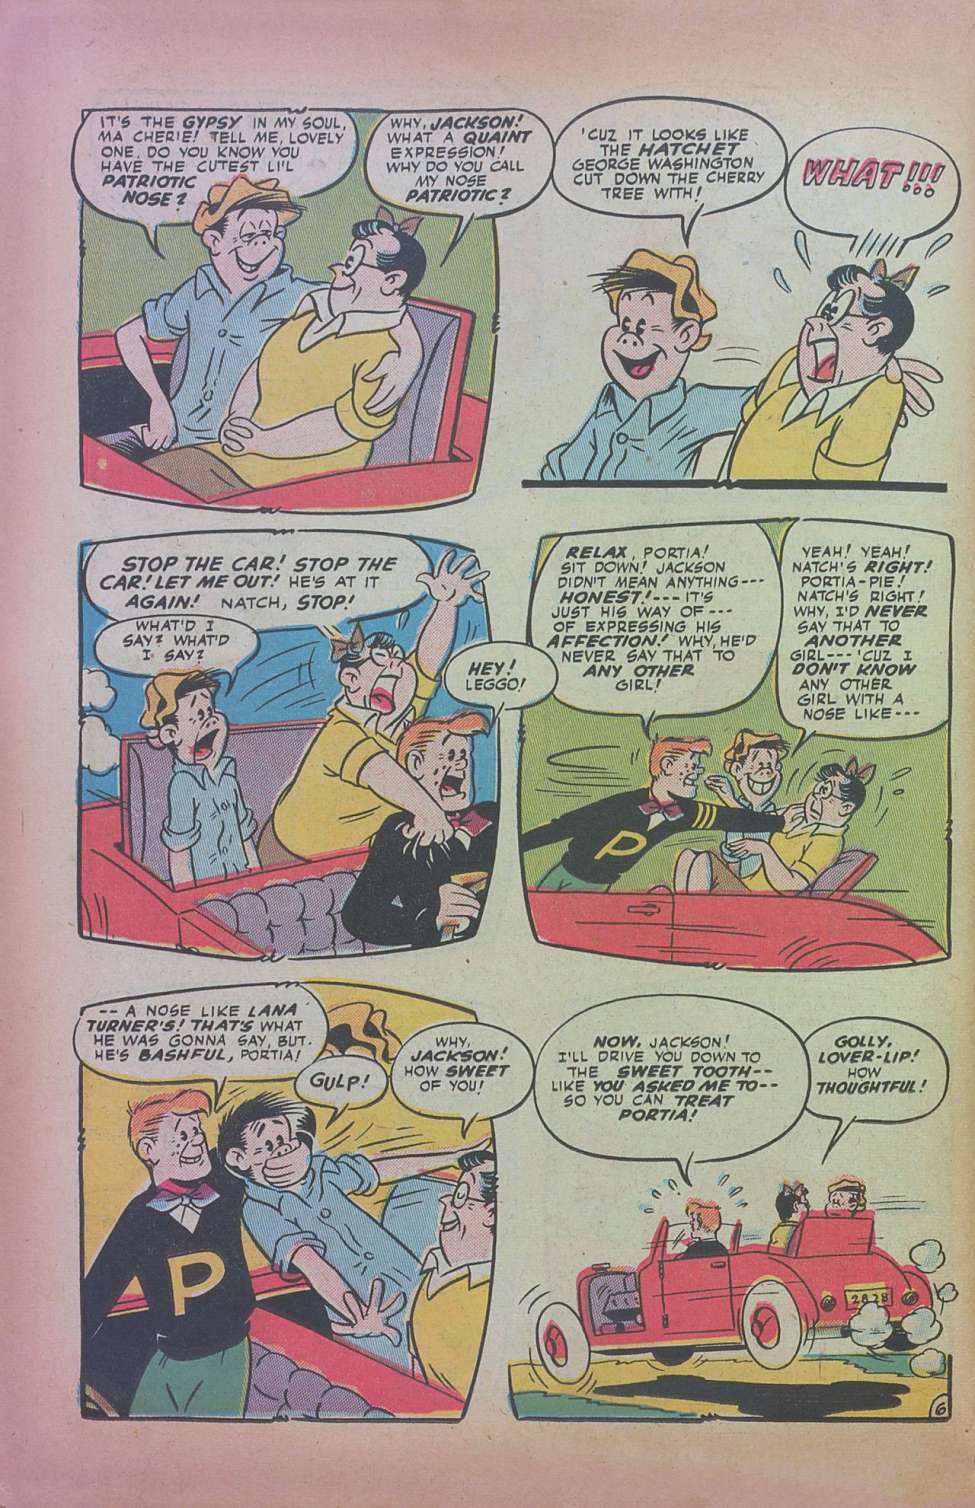 IT'S THE GYPSY IN MY SOUL,
MA CHERIE! TELL ME, LOVELY
ONE, DO YOU KNOW YOU
HAVE THE CUTEST LI'L
PATRIOTIC
NOSE?
WHY, JACKSON!
WHAT A QUAINT
EXPRESSION!
WHY DO YOU CALL
MY NOSE
PATRIOTIC?
'CUZ IT LOOKS LIKE
THE HATCHET
GEORGE WASHINGTON
CUT DOWN THE CHERRY
TREE WITH!
WHAT!!!
STOP THE CAR! STOP THE
CAR! LET ME OUT! HE'S AT IT
AGAIN! NATCH, STOP!
WHAT'D I
SAY? WHAT'D
I SAY?
HEY!
LEGGO!
RELAX, PORTIA!
SIT DOWN! JACKSON
DIDN'T MEAN ANYTHING---
HONEST!--- IT'S
JUST HIS WAY OF ---
OF EXPRESSING HIS
AFFECTION! WHY, HE'D
NEVER SAY THAT TO
ANY OTHER
GIRL!
YEAH! YEAH!
NATCH'S RIGHT!
PORTIA-PIE!
NATCH'S RIGHT!
WHY, I'D NEVER
SAY THAT TO
ANOTHER
GIRL--- 'CUZ I
DON'T KNOW
ANY OTHER
GIRL WITH A
NOSE LIKE---
P
-- A NOSE LIKE LANA
TURNER'S! THAT'S WHAT
HE WAS GONNA SAY, BUT
HE'S BASHFUL, PORTIA!
GULP!
WHY,
JACKSON!
HOW SWEET
OF YOU!
P
NOW, JACKSON!
I'LL DRIVE YOU DOWN TO
THE SWEET TOOTH--
LIKE YOU ASKED ME TO--
SO YOU CAN TREAT
PORTIA!
GOLLY,
LOVER-LIP!
HOW
THOUGHTFUL!
2828
6